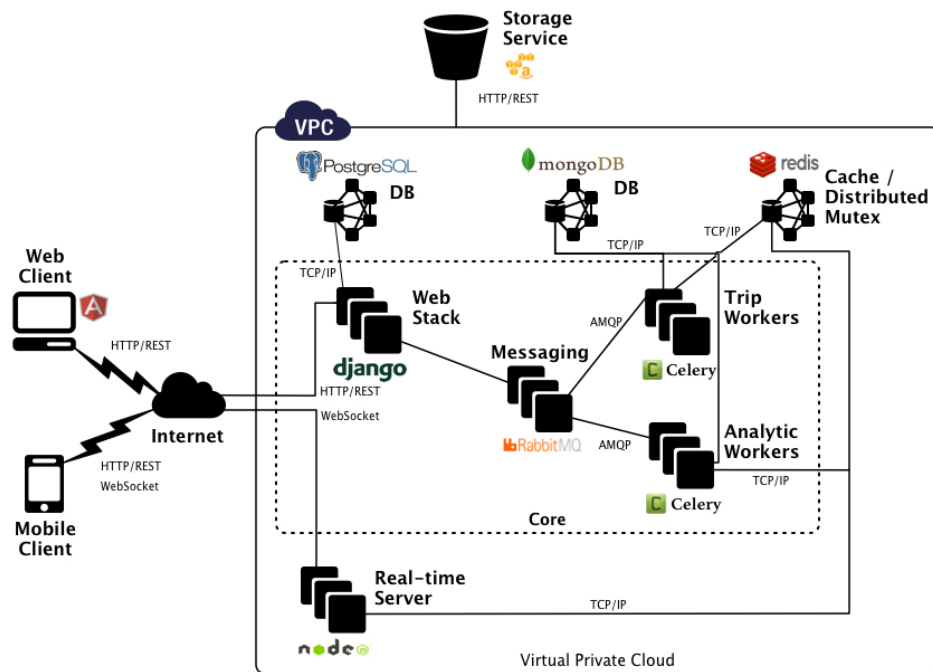 Storage
Service
a
HTTP/REST
VPC
PostgreSQL
DB
mongoDB
DB
redis
Cache /
Distributed
Mutex
TCP/IP
TCP/IP
TCP/IP
Web
Client
HTTP/REST
Web
Stack
django
Trip
Workers
AMQP
C Celery
Messaging
RabbitMQ
HTTP/REST
WebSocket
Internet
AMQP
Analytic
Workers
TCP/IP
C Celery
HTTP/REST
WebSocket
Mobile
Client
Core
Real-time
Server
TCP/IP
node
JS
Virtual Private Cloud